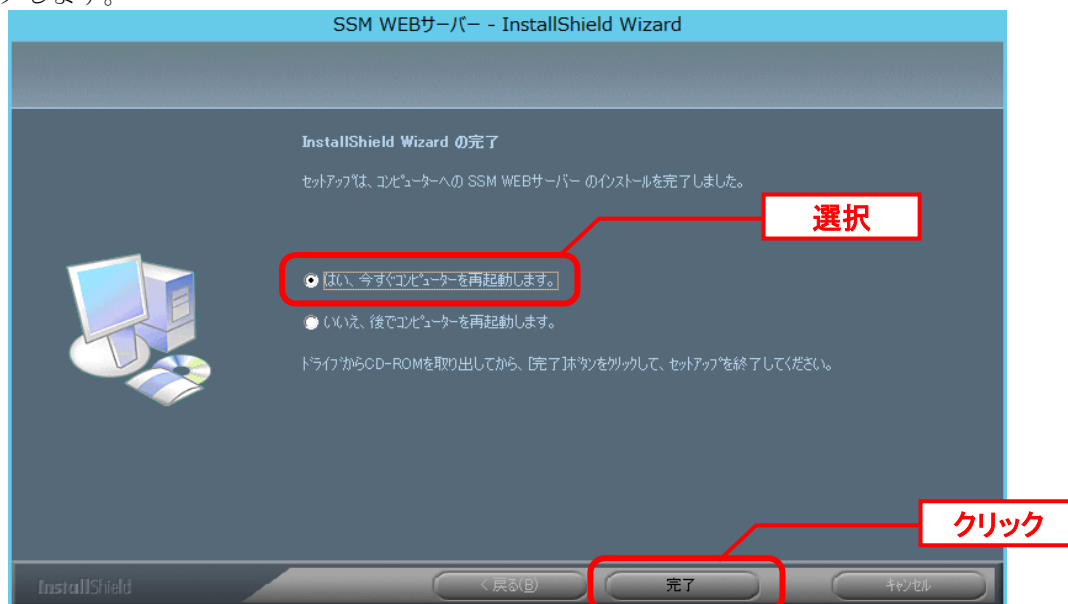 クします。
SSM WEBサーバー - InstallShield Wizard
InstallShield Wizard の完了
セットアップは、コンピューターへの SSM WEBサーバー のインストールを完了しました。
選択
はい、今すぐコンピューターを再起動します。
いいえ、後でコンピューターを再起動します。
ドライブからCD-ROMを取り出してから、[完了]ボタンをクリックして、セットアップを終了してください。
クリック
InstallShield
< 戻る(B)
完了
キャンセル